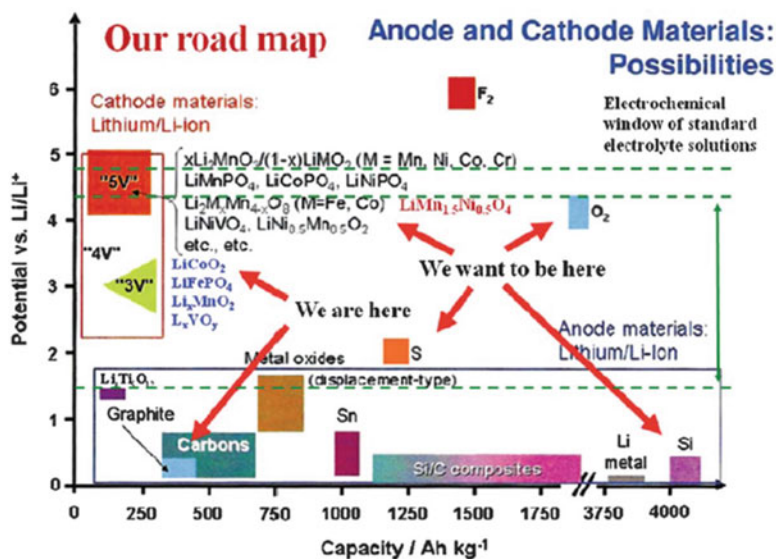 Our road map
Anode and Cathode Materials:
Possibilities
Electrochemical
window of standard
electrolyte solutions
Cathode materials:
Lithium/Li-ion
F₂
xLi₂MnO₃/(1-x)LiMO₂ (M = Mn, Ni, Co, Cr)
LiMnPO₄, LiCoPO₄, LiNiPO₄
Li₂MₓMn₄₋ₓO₈ (M=Fe, Co)
LiMn₁.₅Ni₀.₅O₄
LiNiVO₄, LiNi₀.₅Mn₀.₅O₂
etc., etc.
"5V"
"4V"
"3V"
LiCoO₂
LiFePO₄
LiₓMnO₂
LₓVOᵧ
O₂
We want to be here
We are here
S
Anode materials:
Lithium/Li-Ion
Metal oxides
(displacement-type)
Graphite
Carbons
Sn
Si/C composites
Li
metal
Si
Potential vs. Li/Li⁺
6
5
4
3
2
1
0
0 250 500 750 1000 1250 1500 1750 3750 4000
Capacity / Ah kg⁻¹